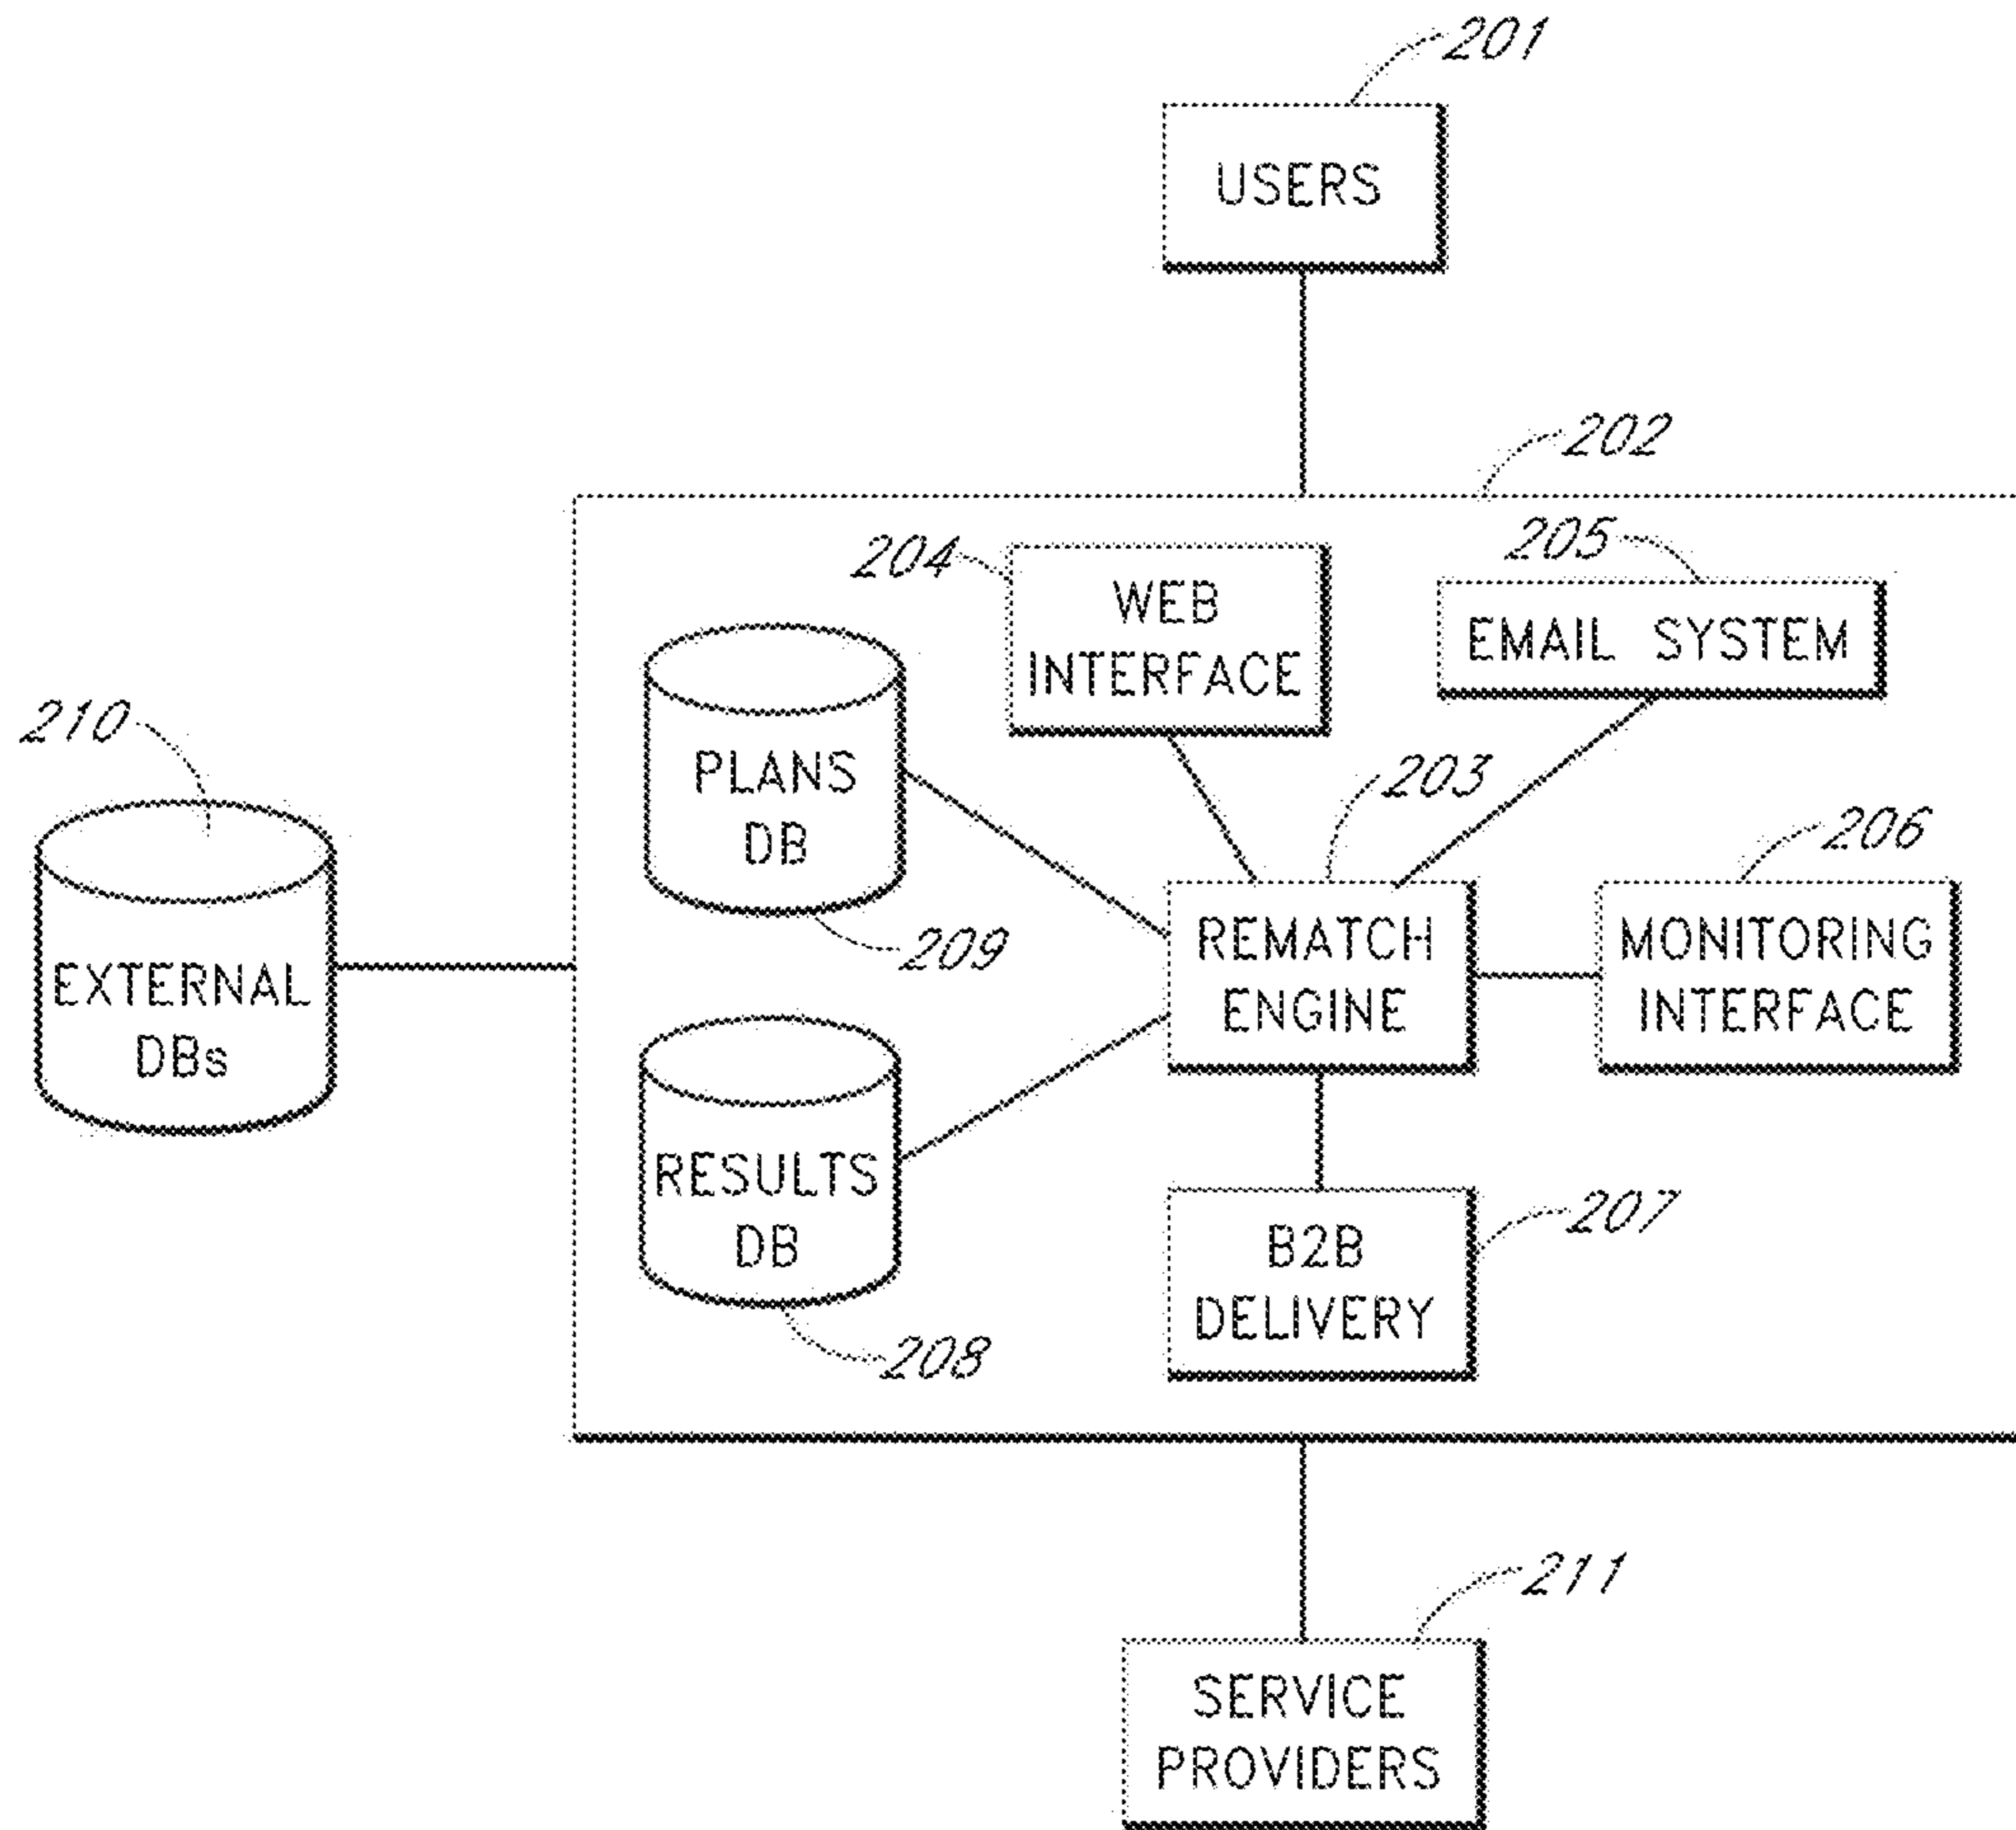 201
USERS
202
204
205
WEB
INTERFACE
EMAIL SYSTEM
210
PLANS
DB
203
206
209
EXTERNAL
DBs
REMATCH
ENGINE
MONITORING
INTERFACE
RESULTS
DB
207
B2B
DELIVERY
208
211
SERVICE
PROVIDERS